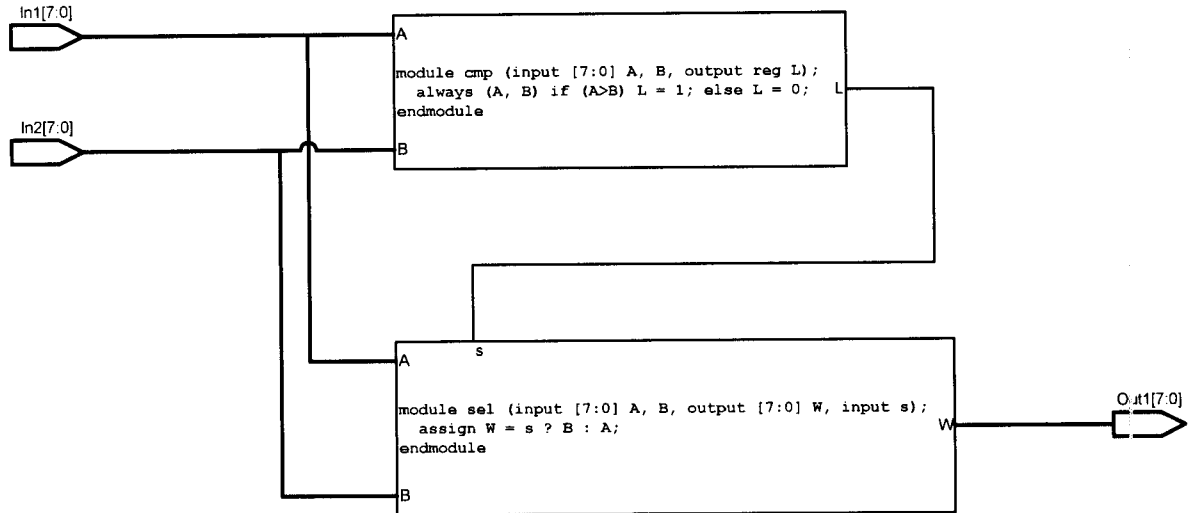 In1[7:0]
A
module cmp (input [7:0] A, B, output reg L);
always (A, B) if (A>B) L = 1; else L = 0;
endmodule
L
In2[7:0]
B
s
A
module sel (input [7:0] A, B, output [7:0] W, input s);
assign W = s ? B : A;
endmodule
W
Out1[7:0]
B